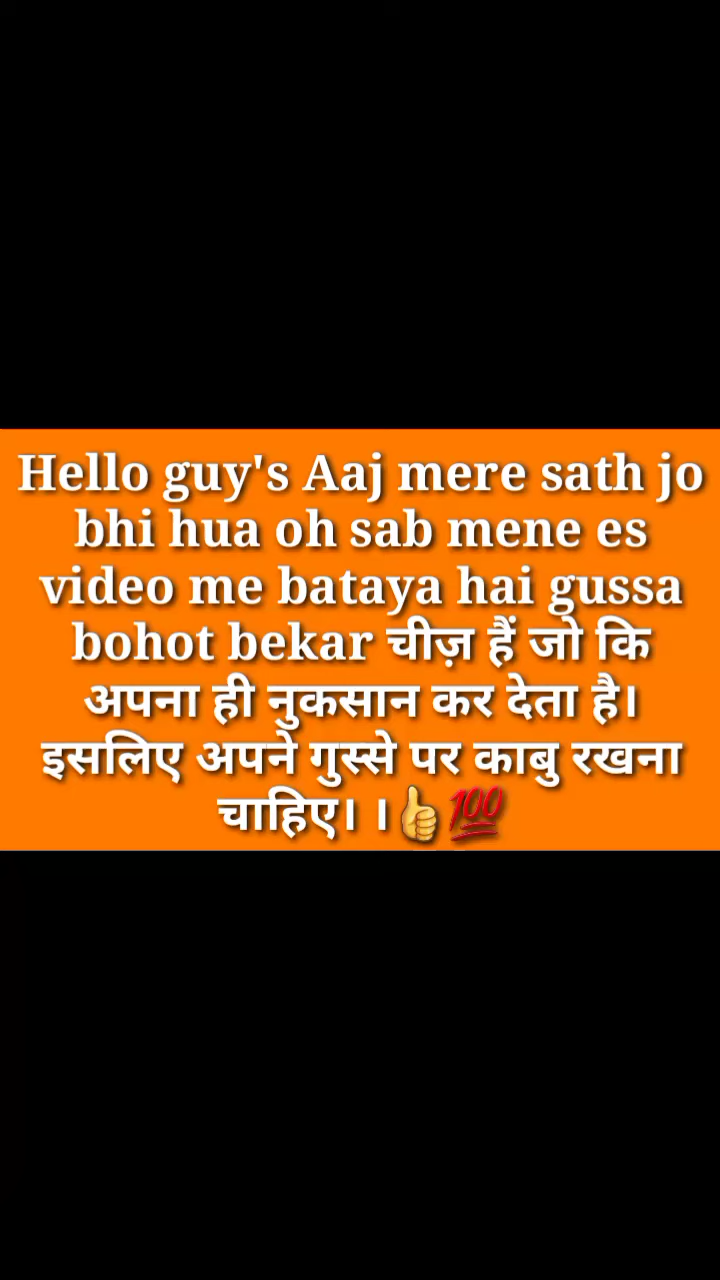 Hello guy's Aaj mere sath jo
bhi hua oh sab mene es
video me bataya hai gussa
bohot bekar चीज़ हैं जो कि
अपना ही नुकसान कर देता है।
इसलिए अपने गुस्से पर काबु रखना
चाहिए। ।👍💯